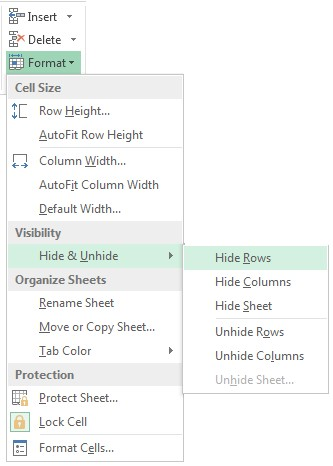 Insert
Delete
Format
Cell Size
Row Height...
AutoFit Row Height
Column Width...
AutoFit Column Width
Default Width...
Visibility
Hide & Unhide
Organize Sheets
Rename Sheet
Move or Copy Sheet...
Tab Color
Protection
Protect Sheet...
Lock Cell
Format Cells...
Hide Rows
Hide Columns
Hide Sheet
Unhide Rows
Unhide Columns
Unhide Sheet...